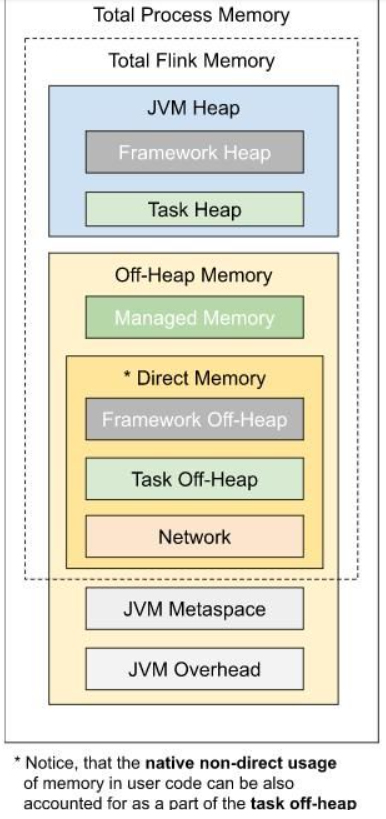 Total Process Memory
Total Flink Memory
JVM Heap
Framework Heap
Task Heap
Off-Heap Memory
Managed Memory
* Direct Memory
Framework Off-Heap
Task Off-Heap
Network
JVM Metaspace
JVM Overhead
* Notice, that the native non-direct usage
of memory in user code can be also
accounted for as a part of the task off-heap